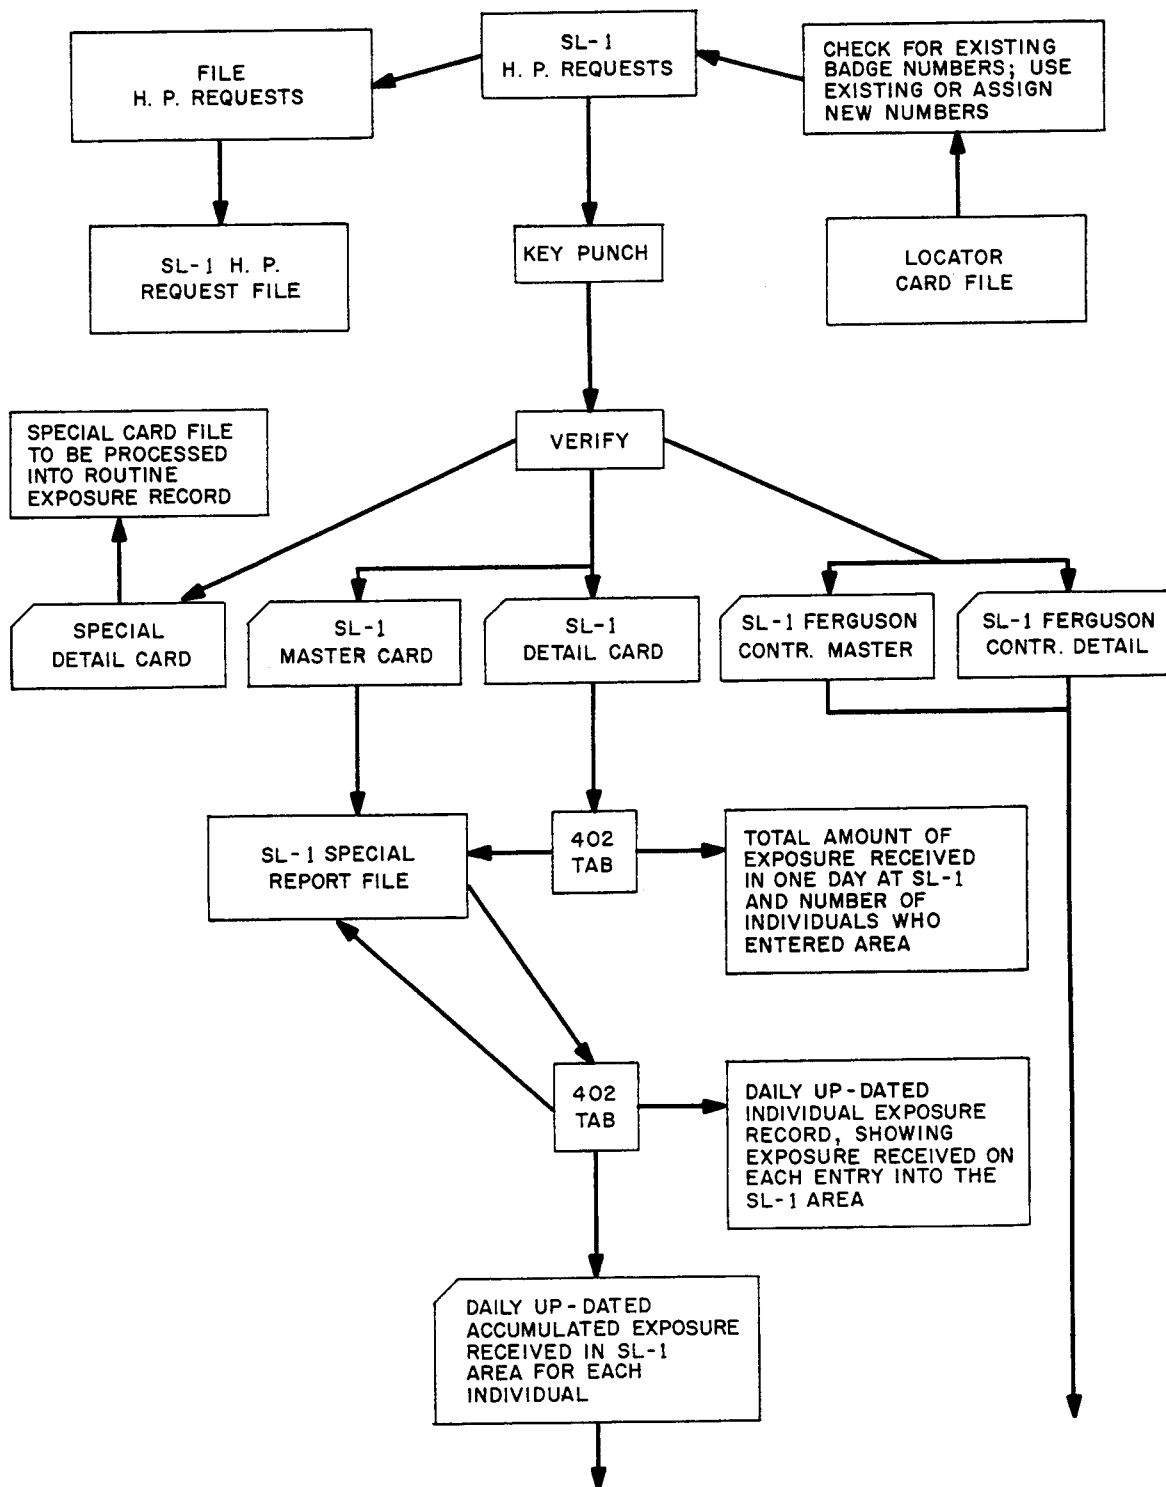 FILE
H. P. REQUESTS
SL-1
H. P. REQUESTS
CHECK FOR EXISTING
BADGE NUMBERS; USE
EXISTING OR ASSIGN
NEW NUMBERS
SL-1 H. P.
REQUEST FILE
KEY PUNCH
LOCATOR
CARD FILE
SPECIAL CARD FILE
TO BE PROCESSED
INTO ROUTINE
EXPOSURE RECORD
VERIFY
SPECIAL
DETAIL CARD
SL-1
MASTER CARD
SL-1
DETAIL CARD
SL-1 FERGUSON
CONTR. MASTER
SL-1 FERGUSON
CONTR. DETAIL
SL-1 SPECIAL
REPORT FILE
402
TAB
TOTAL AMOUNT OF
EXPOSURE RECEIVED
IN ONE DAY AT SL-1
AND NUMBER OF
INDIVIDUALS WHO
ENTERED AREA
402
TAB
DAILY UP-DATED
INDIVIDUAL EXPOSURE
RECORD, SHOWING
EXPOSURE RECEIVED ON
EACH ENTRY INTO THE
SL-1 AREA
DAILY UP-DATED
ACCUMULATED EXPOSURE
RECEIVED IN SL-1
AREA FOR EACH
INDIVIDUAL